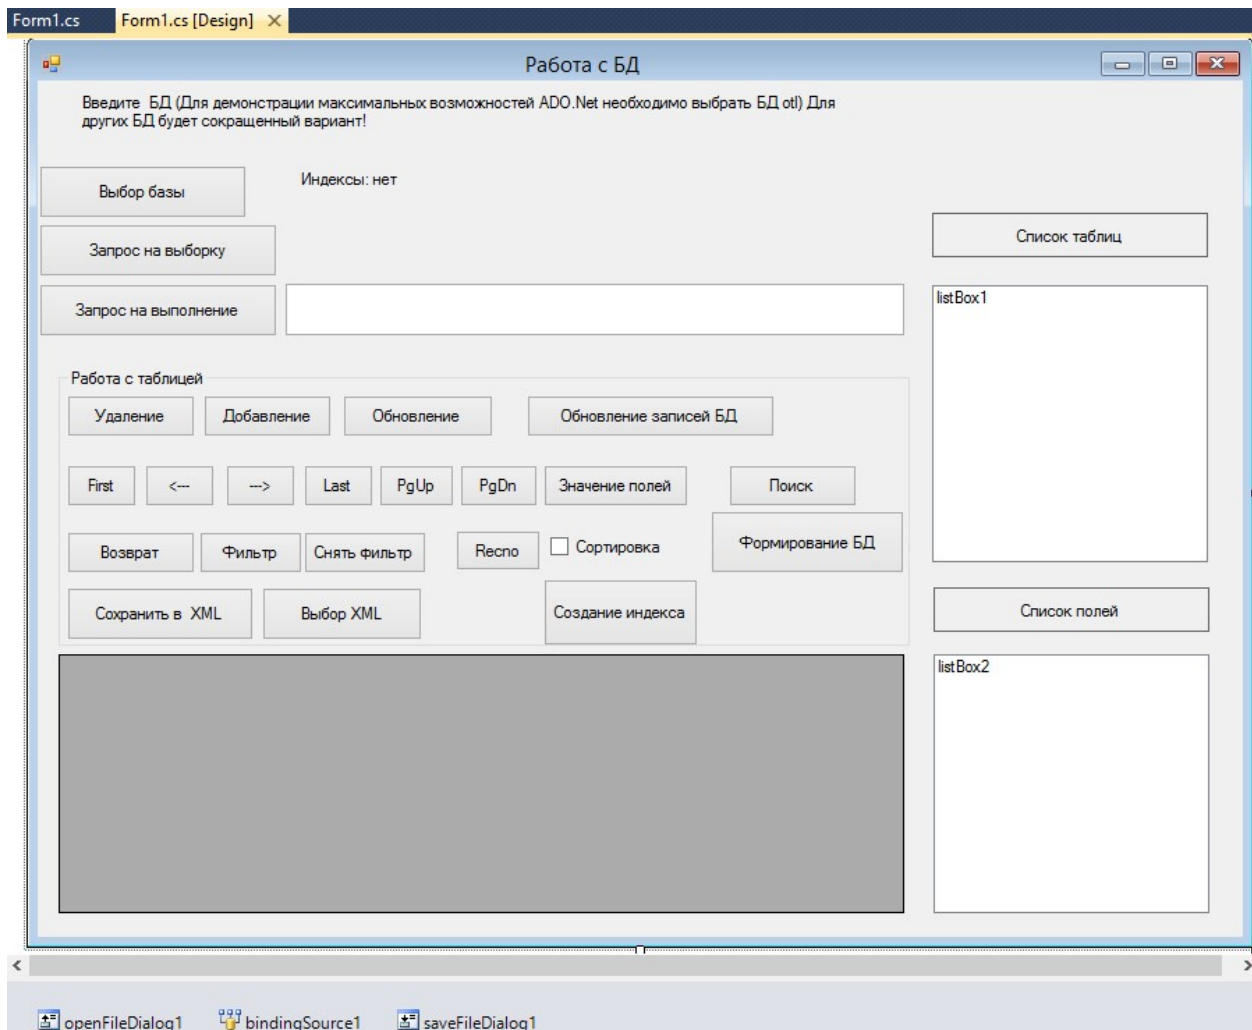 Form1.cs Form1.cs [Design] ×
Работа с БД
Введите БД (Для демонстрации максимальных возможностей ADO.Net необходимо выбрать БД otl) Для
других БД будет сокращенный вариант!
Выбор базы
Индексы: нет
Запрос на выборку
Список таблиц
Запрос на выполнение
listBox1
Работа с таблицей
Удаление Добавление Обновление Обновление записей БД
First <--- ---> Last PgUp PgDn Значение полей Поиск
Возврат Фильтр Снять фильтр Recno Сортировка Формирование БД
Сохранить в XML Выбор XML Создание индекса
Список полей
listBox2
openFileDialog1 bindingSource1 saveFileDialog1